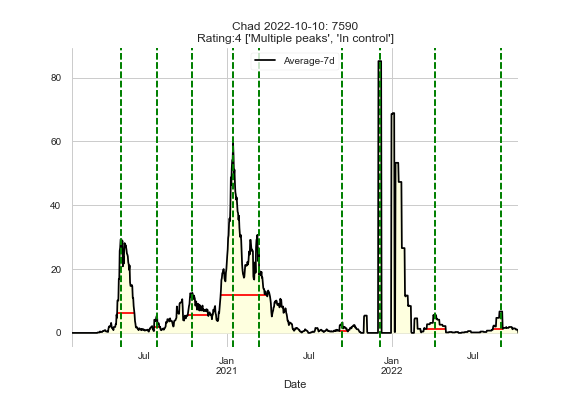 Chad 2022-10-10: 7590
Rating:4 ['Multiple peaks', 'In control']
Average-7d
80
60
40
20
0
Jul
Jan
2021
Jul
Jan
2022
Jul
Date